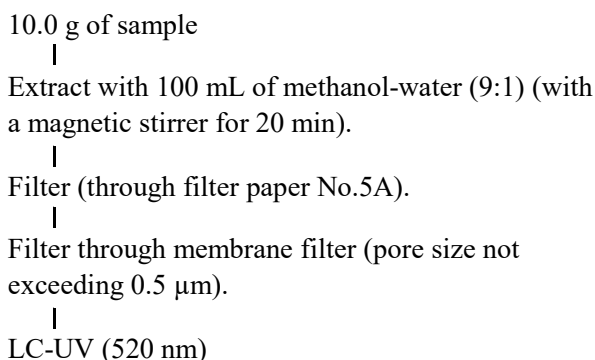 10.0 g of sample
Extract with 100 mL of methanol-water (9:1) (with
a magnetic stirrer for 20 min).
Filter (through filter paper No.5A).
Filter through membrane filter (pore size not
exceeding 0.5 µm).
LC-UV (520 nm)